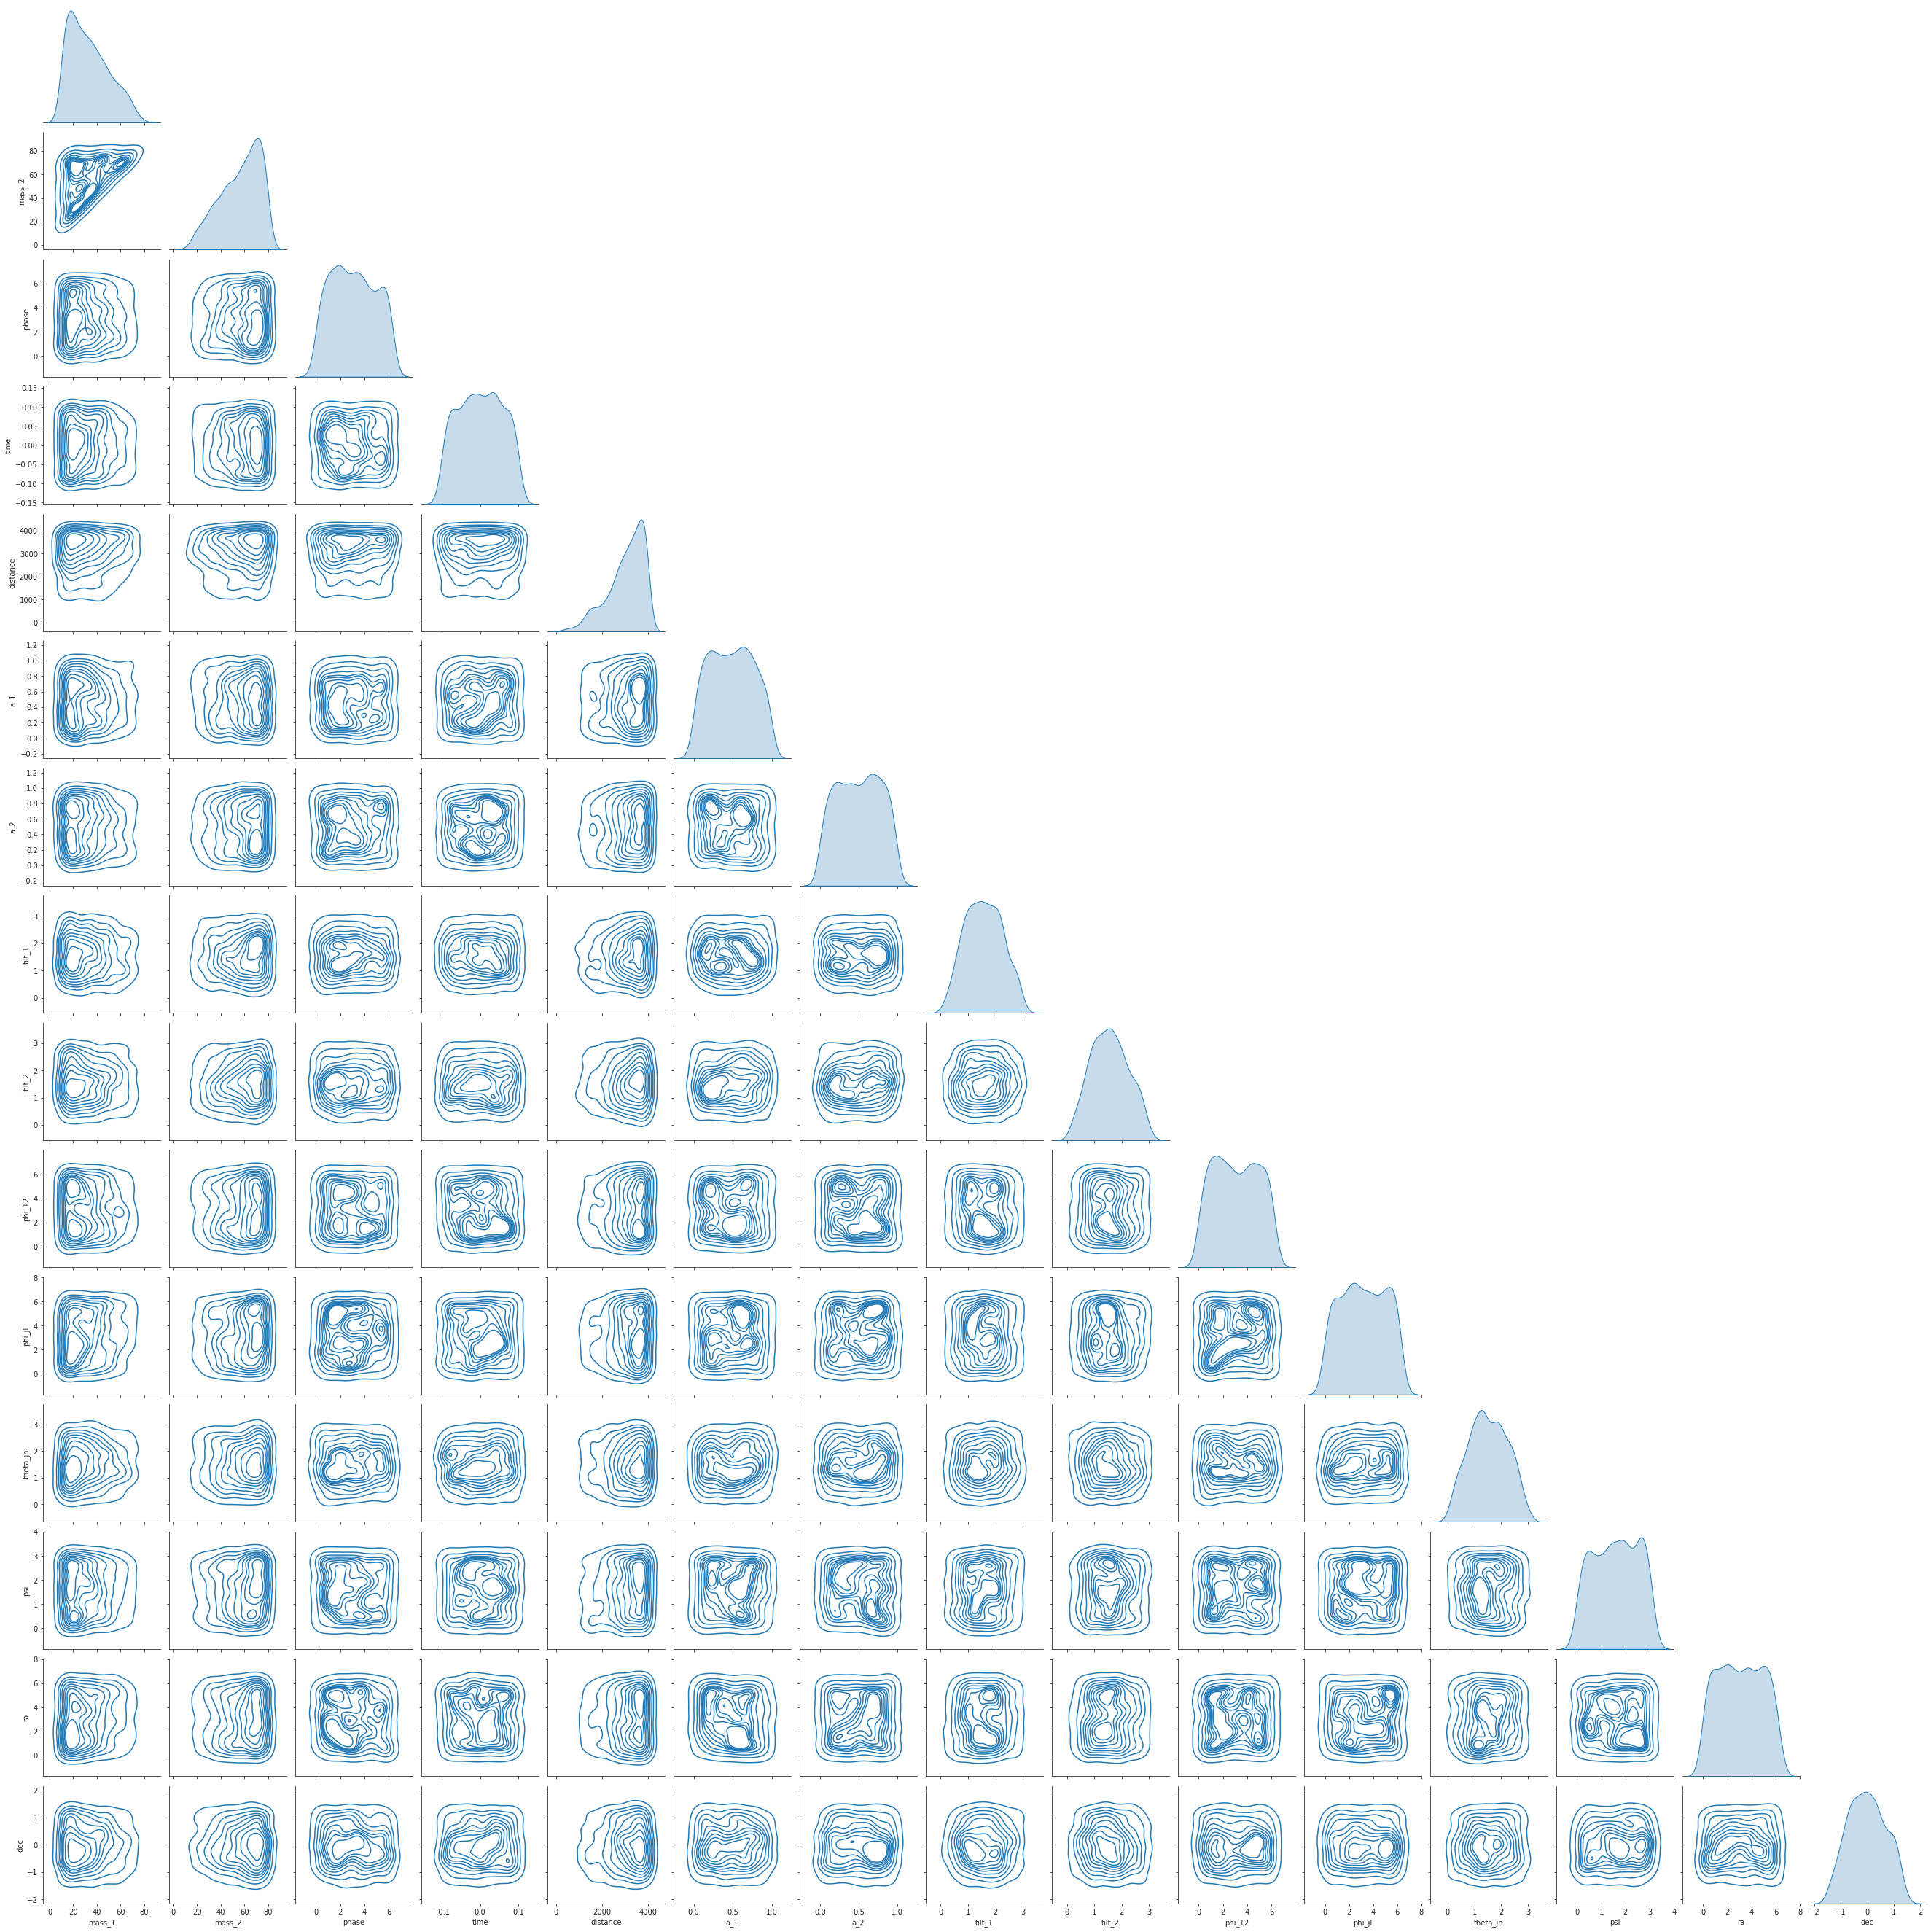 mass_2
80
60
40
20
0
phase
6
4
2
0
time
0.15
0.10
0.05
0.00
−0.05
−0.10
−0.15
distance
4000
3000
2000
1000
0
a_1
1.2
1.0
0.8
0.6
0.4
0.2
0.0
−0.2
a_2
1.2
1.0
0.8
0.6
0.4
0.2
0.0
−0.2
tilt_1
3
2
1
0
tilt_2
3
2
1
0
phi_12
6
4
2
0
phi_jl
8
6
4
2
0
theta_jn
3
2
1
0
psi
4
3
2
1
0
ra
8
6
4
2
0
dec
2
1
0
−1
−2
0 20 40 60 80
mass_1
0 20 40 60 80
mass_2
0 2 4 6
phase
−0.1 0.0 0.1
time
0 2000 4000
distance
0.0 0.5 1.0
a_1
0.0 0.5 1.0
a_2
0 1 2 3
tilt_1
0 1 2 3
tilt_2
0 2 4 6
phi_12
0 2 4 6 8
phi_jl
0 1 2 3
theta_jn
0 1 2 3 4
psi
0 2 4 6 8
ra
−2 −1 0 1 2
dec